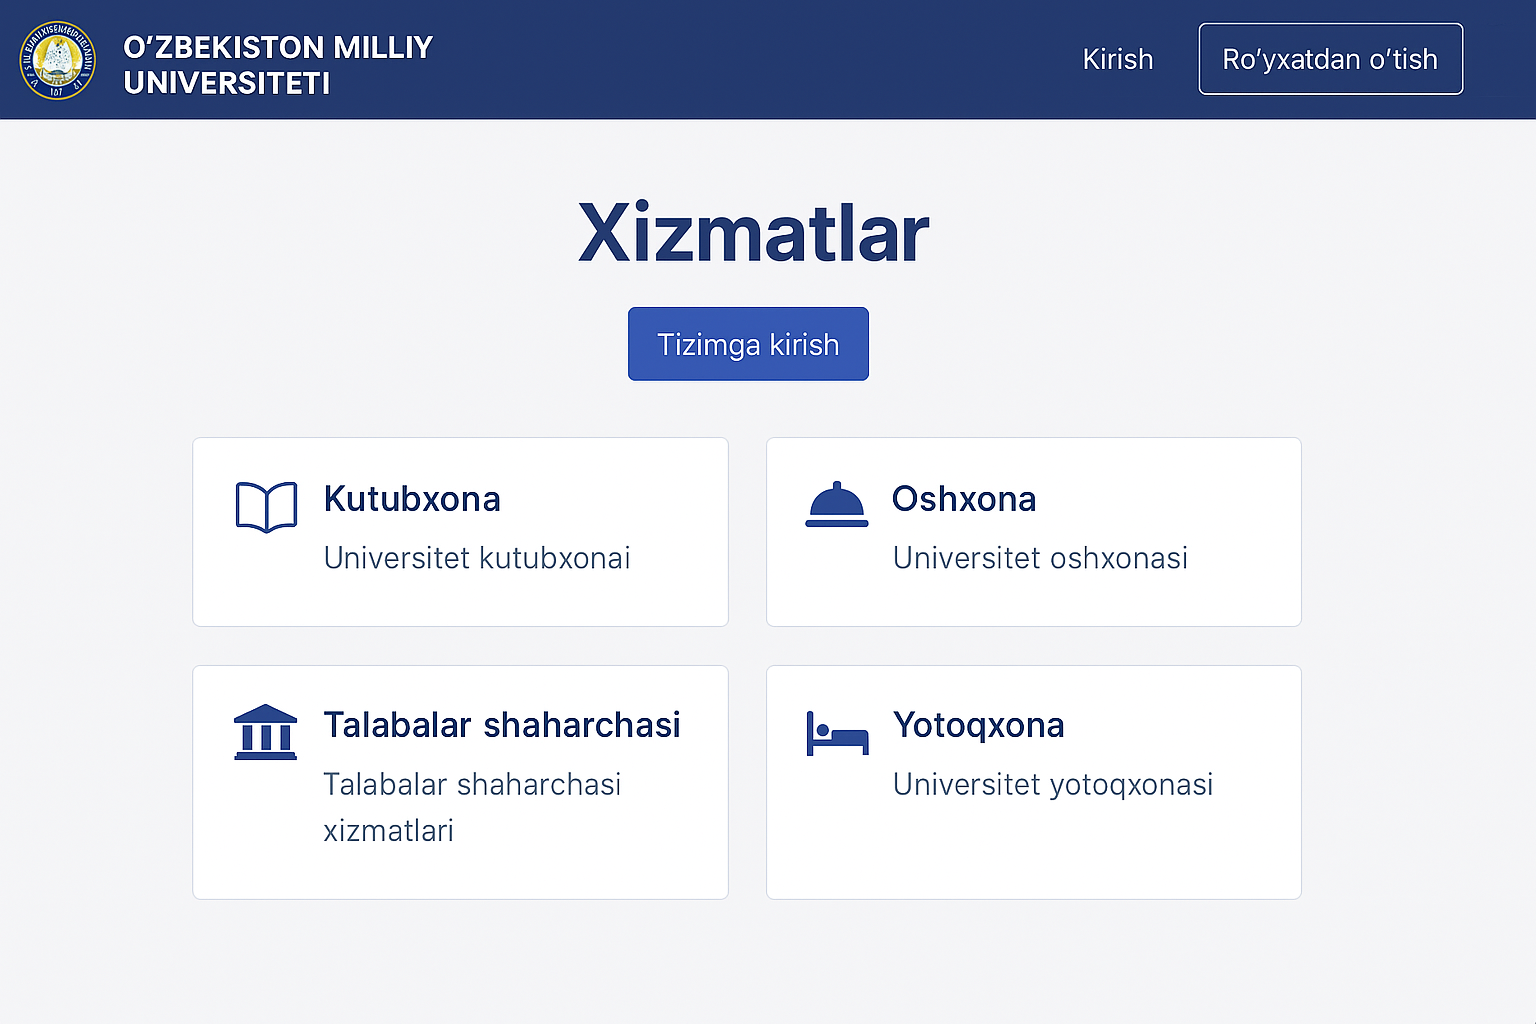 O‘ZBEKISTON MILLIY
UNIVERSITETI
Kirish
Ro‘yxatdan o‘tish
Xizmatlar
Tizimga kirish
Kutubxona
Universitet kutubxonai
Oshxona
Universitet oshxonasi
Talabalar shaharchasi
Talabalar shaharchasi
xizmatlari
Yotoqxona
Universitet yotoqxonasi